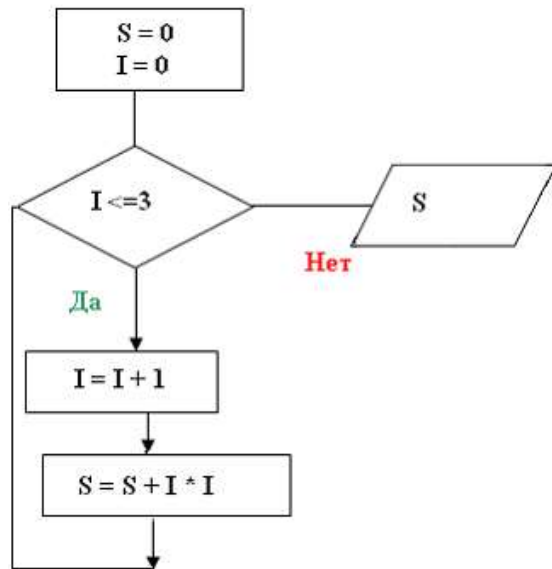 S = 0
I = 0
I <=3
S
Нет
Да
I = I + 1
S = S + I * I